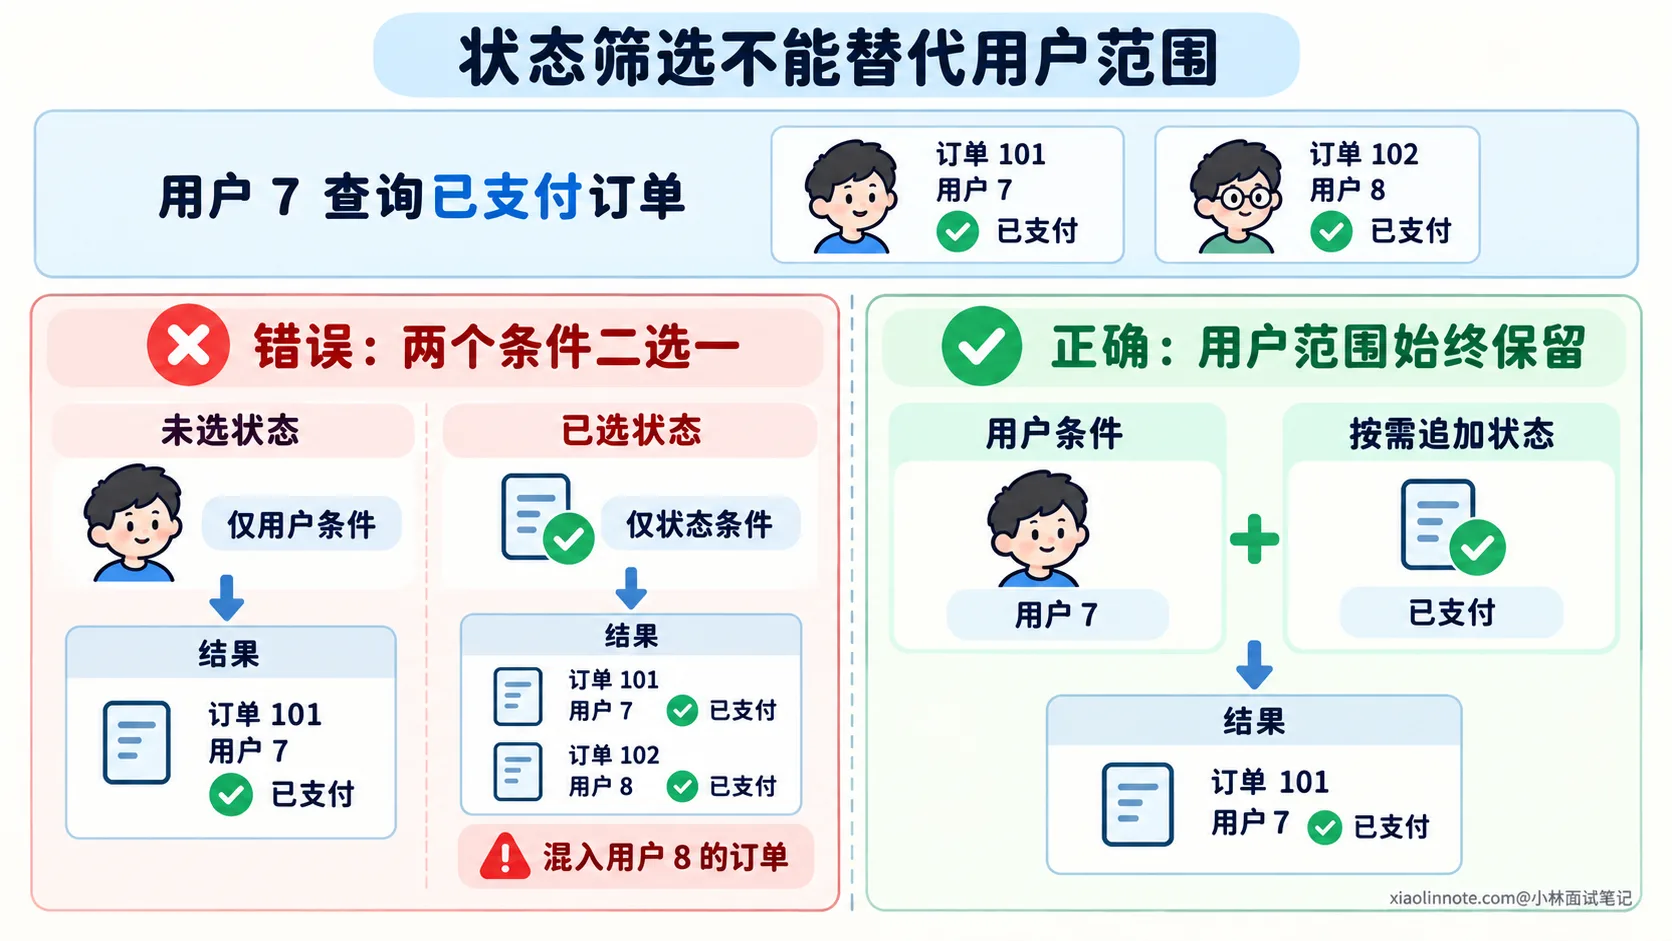 状态筛选不能替代用户范围
用户 7 查询已支付订单
订单 101
用户 7
已支付
订单 102
用户 8
已支付
错误：两个条件二选一
未选状态
仅用户条件
结果
订单 101
用户 7
已支付
已选状态
仅状态条件
结果
订单 101
用户 7 已支付
订单 102
用户 8 已支付
混入用户 8 的订单
正确：用户范围始终保留
用户条件
用户 7
+
按需追加状态
已支付
结果
订单 101
用户 7 已支付
xiaolinnote.com@小林面试笔记